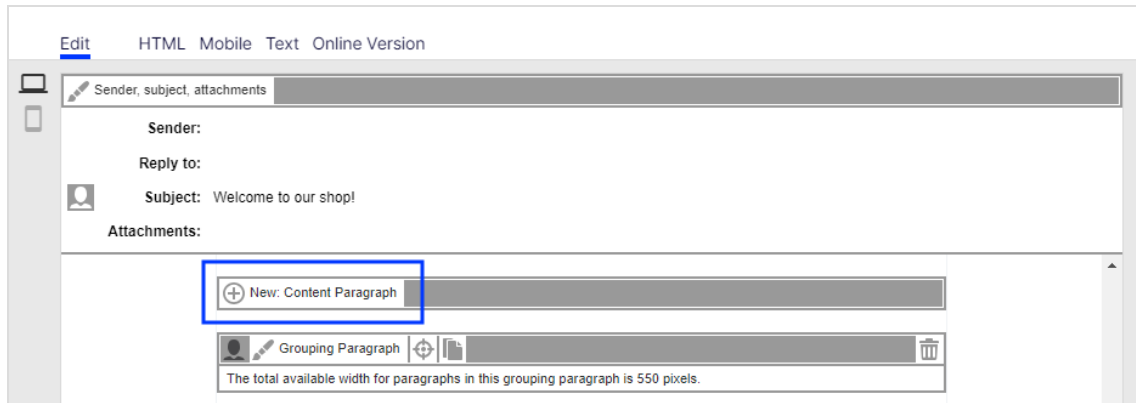 Edit HTML Mobile Text Online Version
Sender, subject, attachments
Sender:
Reply to:
Subject: Welcome to our shop!
Attachments:
New: Content Paragraph
Grouping Paragraph
The total available width for paragraphs in this grouping paragraph is 550 pixels.